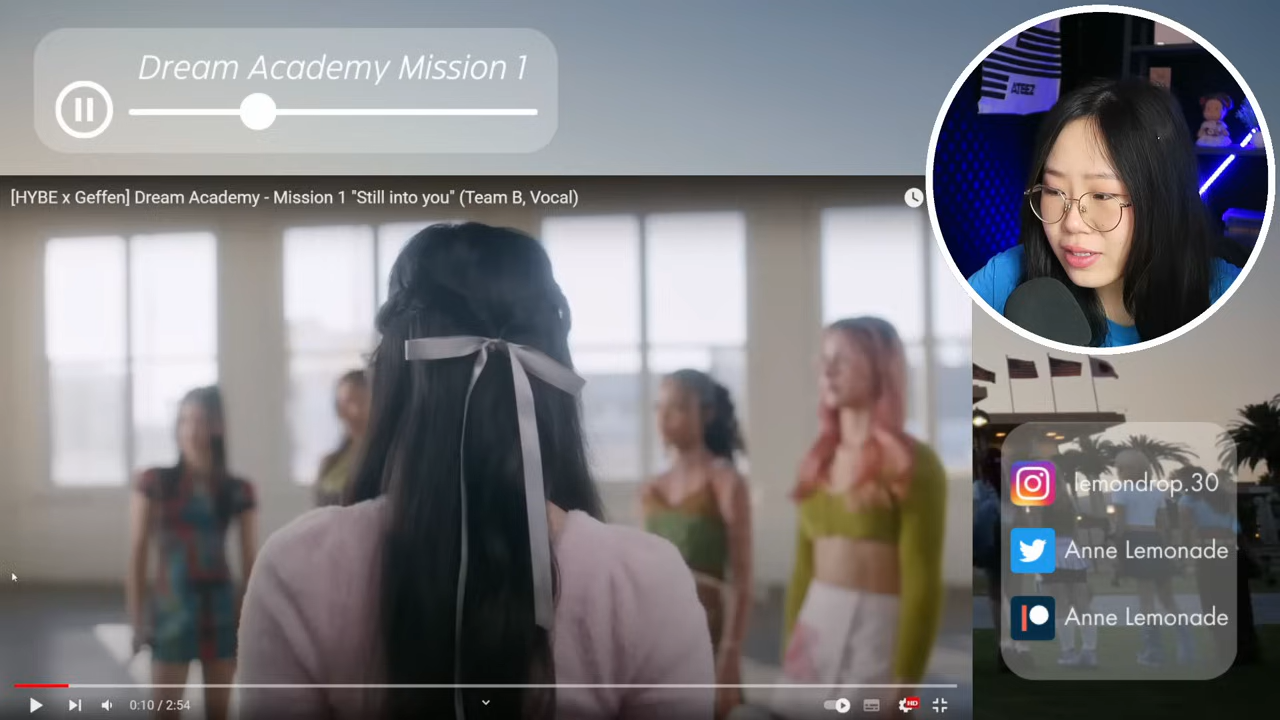 Dream Academy Mission 1
ATEEZ
[HYBE x Geffen] Dream Academy - Mission 1 "Still into you" (Team B, Vocal)
lemondrop.30
Anne Lemonade
Anne Lemonade
0:10 / 2:54
HD